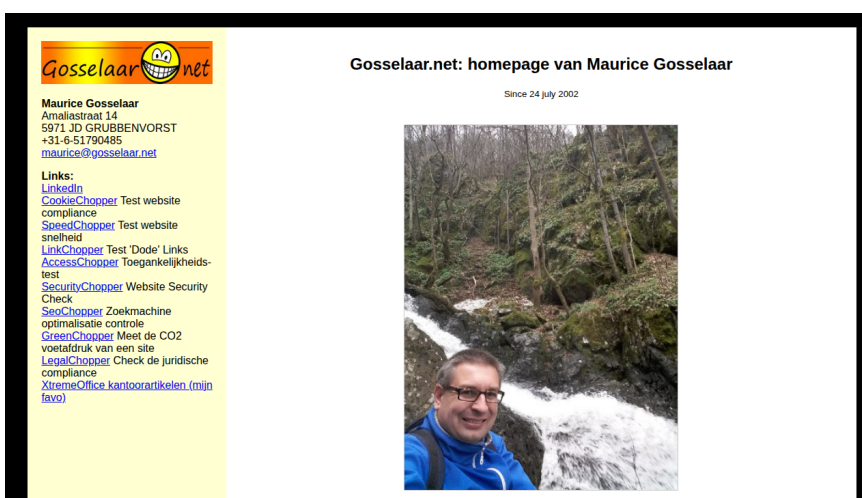 Gosselaar net
Maurice Gosselaar
Amaliastraat 14
5971 JD GRUBBENVORST
+31-6-51790485
maurice@gosselaar.net
Links:
LinkedIn
CookieChopper Test website
compliance
SpeedChopper Test website
snelheid
LinkChopper Test 'Dode' Links
AccessChopper Toegankelijkheids-
test
SecurityChopper Website Security
Check
SeoChopper Zoekmachine
optimalisatie controle
GreenChopper Meet de CO2
voetafdruk van een site
LegalChopper Check de juridische
compliance
XtremeOffice kantoorartikelen (mijn
favo)
Gosselaar.net: homepage van Maurice Gosselaar
Since 24 july 2002